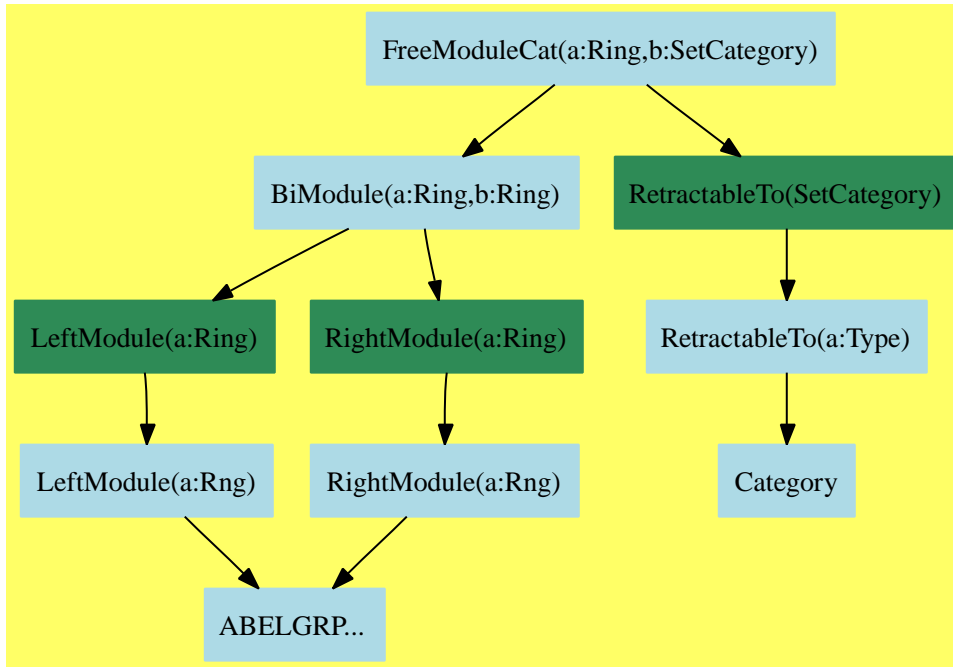 FreeModuleCat(a:Ring,b:SetCategory)
BiModule(a:Ring,b:Ring)
RetractableTo(SetCategory)
LeftModule(a:Ring)
RightModule(a:Ring)
RetractableTo(a:Type)
LeftModule(a:Rng)
RightModule(a:Rng)
Category
ABELGRP...